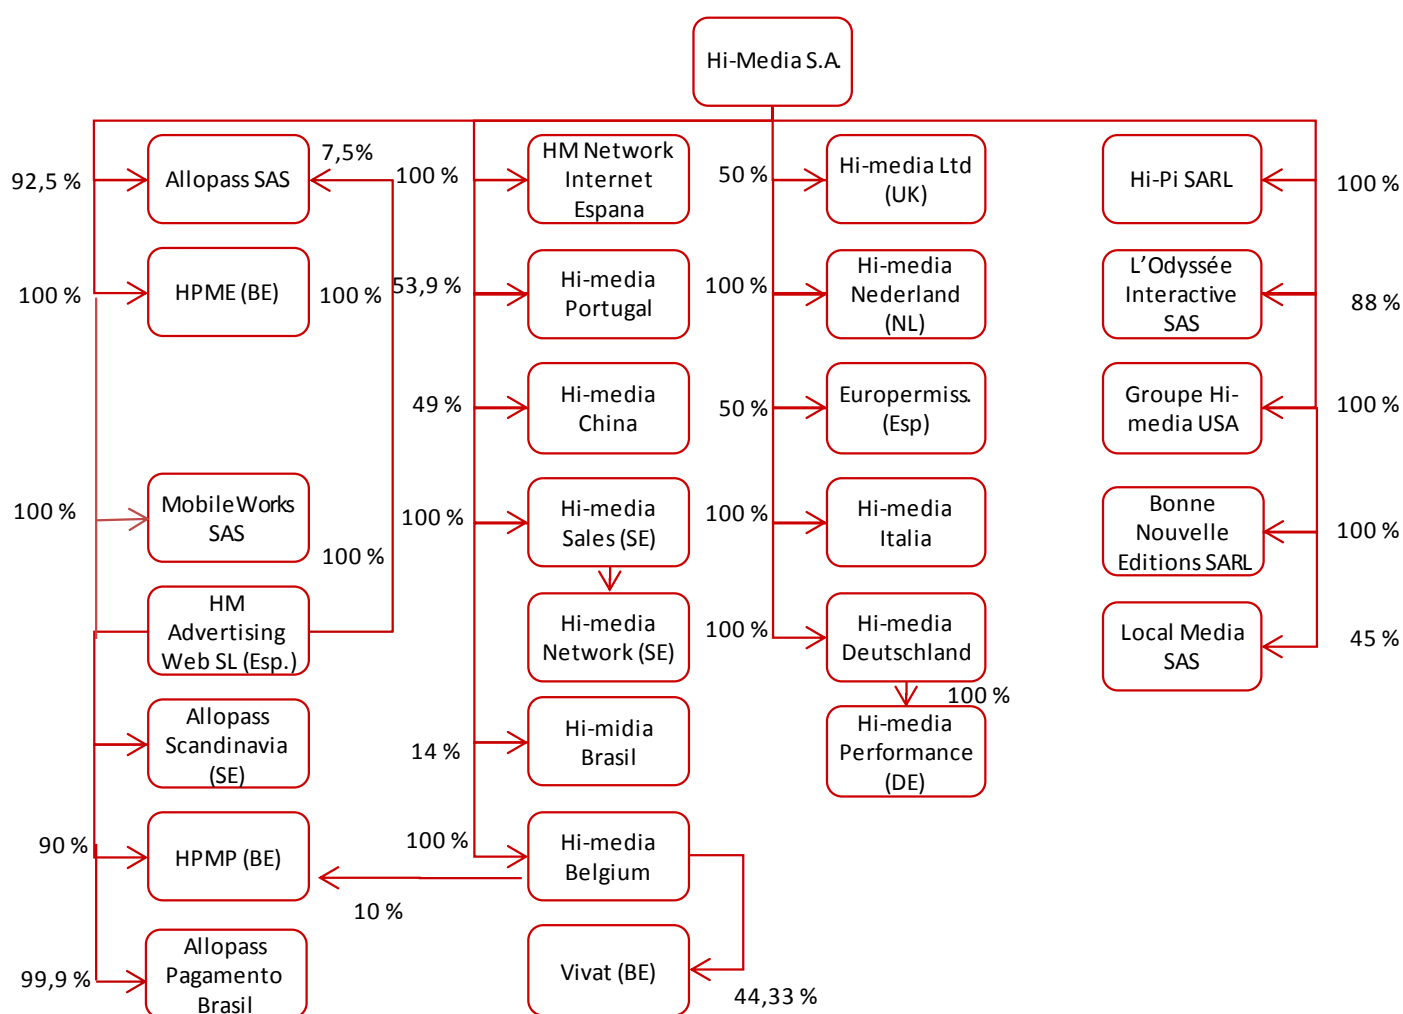 Hi-Media S.A.
92,5 %
Allopass SAS
7,5%
100 %
HPME (BE)
100 %
100 %
MobileWorks
SAS
100 %
HM
Advertising
Web SL (Esp.)
Allopass
Scandinavia
(SE)
90 %
HPMP (BE)
10 %
99,9 %
Allopass
Pagamento
Brasil
100 %
HM Network
Internet
Espana
53,9 %
Hi-media
Portugal
49 %
Hi-media
China
100 %
Hi-media
Sales (SE)
Hi-media
Network (SE)
14 %
Hi-midia
Brasil
100 %
Hi-media
Belgium
Vivat (BE)
44,33 %
50 %
Hi-media Ltd
(UK)
100 %
Hi-media
Nederland
(NL)
50 %
Europermiss.
(Esp)
100 %
Hi-media
Italia
100 %
Hi-media
Deutschland
100 %
Hi-media
Performance
(DE)
Hi-Pi SARL
100 %
L’Odyssée
Interactive
SAS
88 %
Groupe Hi-
media USA
100 %
Bonne
Nouvelle
Editions SARL
100 %
Local Media
SAS
45 %